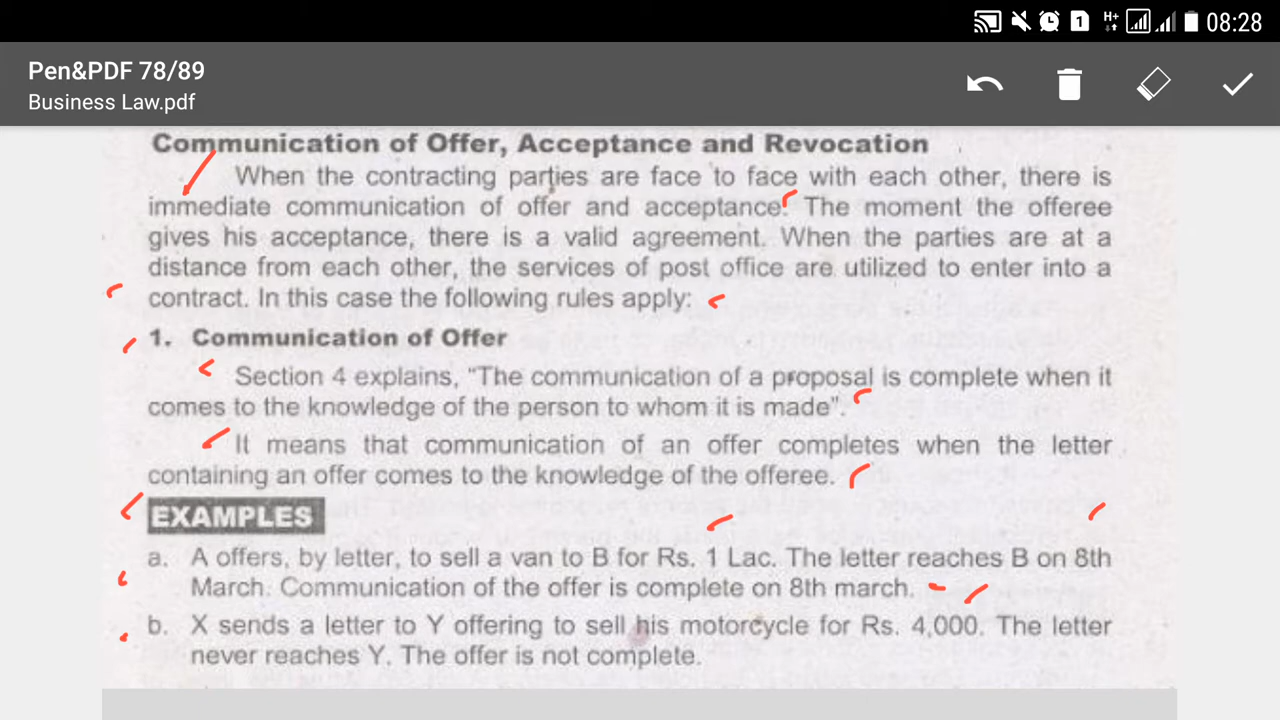 1 H+ 08:28
Pen&PDF 78/89
Business Law.pdf
Communication of Offer, Acceptance and Revocation
When the contracting parties are face to face with each other, there is
immediate communication of offer and acceptance. The moment the offeree
gives his acceptance, there is a valid agreement. When the parties are at a
distance from each other, the services of post office are utilized to enter into a
contract. In this case the following rules apply:
1. Communication of Offer
Section 4 explains, "The communication of a proposal is complete when it
comes to the knowledge of the person to whom it is made".
It means that communication of an offer completes when the letter
containing an offer comes to the knowledge of the offeree.
EXAMPLES
a. A offers, by letter, to sell a van to B for Rs. 1 Lac. The letter reaches B on 8th
March. Communication of the offer is complete on 8th march.
b. X sends a letter to Y offering to sell his motorcycle for Rs. 4,000. The letter
never reaches Y. The offer is not complete.